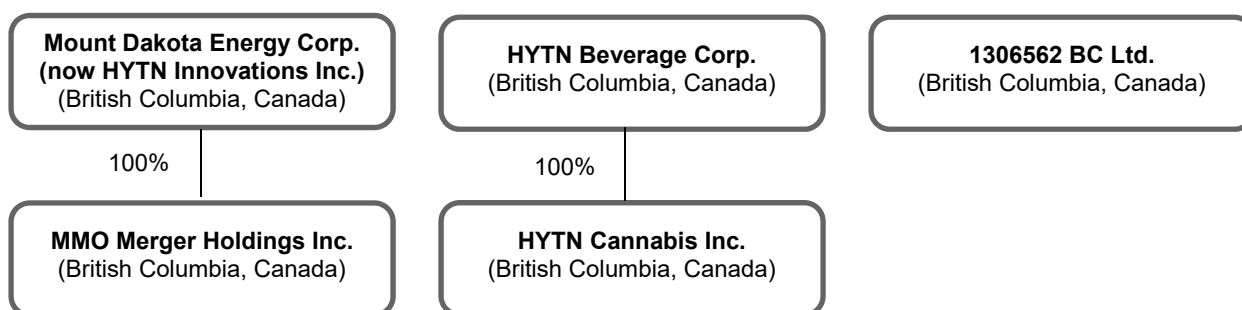 Mount Dakota Energy Corp.
(now HYTN Innovations Inc.)
(British Columbia, Canada)
HYTN Beverage Corp.
(British Columbia, Canada)
1306562 BC Ltd.
(British Columbia, Canada)
100%
100%
MMO Merger Holdings Inc.
(British Columbia, Canada)
HYTN Cannabis Inc.
(British Columbia, Canada)